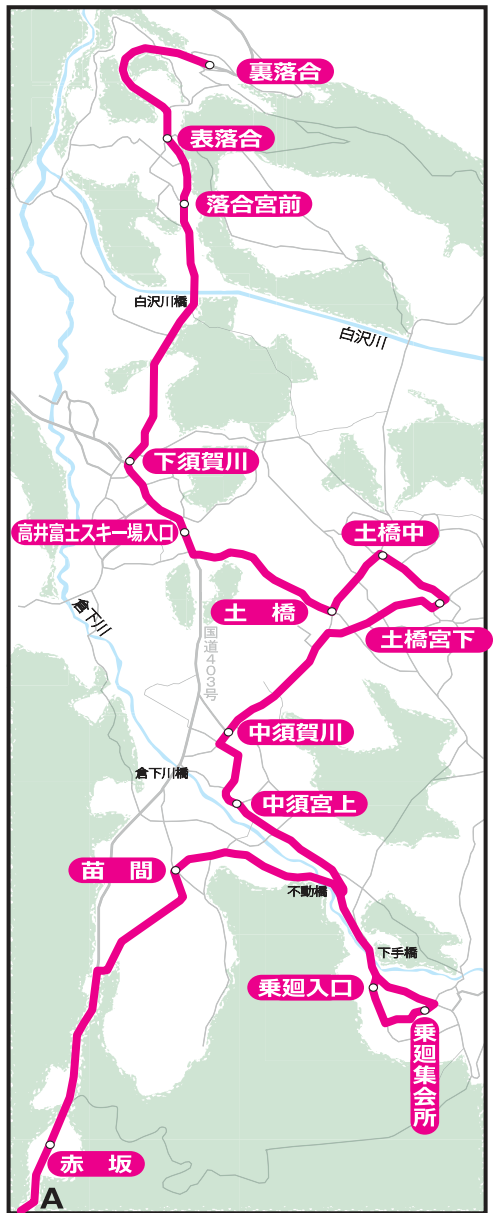 裏落合
表落合
落合宮前
白沢川橋
白沢川
下須賀川
高井富士スキー場入口
土橋中
土橋
土橋宮下
倉下川
国道403号
中須賀川
倉下川橋
中須宮上
苗間
不動橋
下手橋
乗廻入口
乗廻集会所
赤坂
A